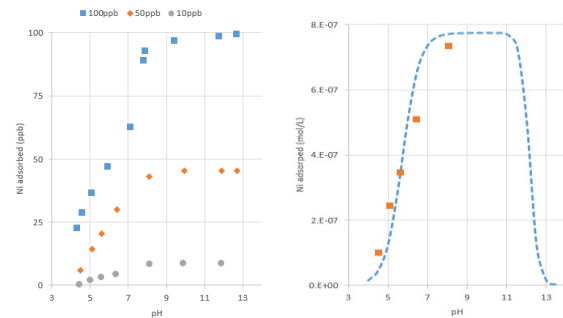 100ppb 50ppb 10ppb
Ni adsorbed (ppb)
100
75
50
25
0
3 5 7 9 11 13
pH
Ni adsorped (mol/L)
8.E-07
6.E-07
4.E-07
2.E-07
0.E+00
3 5 7 9 11 13
pH